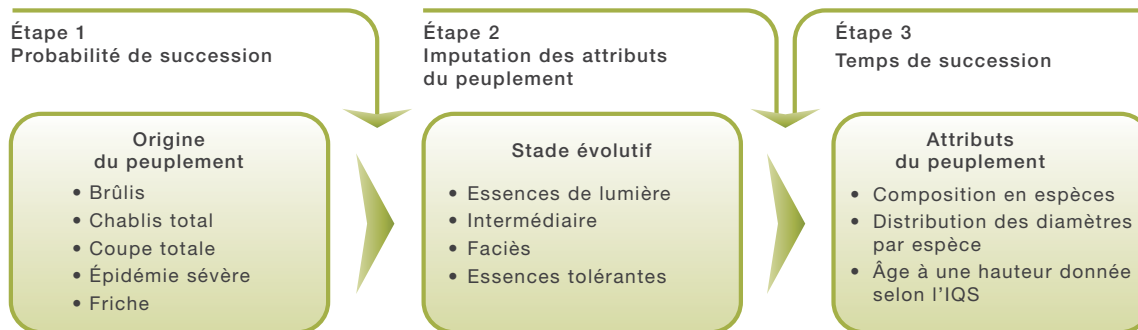 Étape 1
Probabilité de succession
Étape 2
Imputation des attributs
du peuplement
Étape 3
Temps de succession
Origine
du peuplement
• Brûlis
• Chablis total
• Coupe totale
• Épidémie sévère
• Friche
Stade évolutif
• Essences de lumière
• Intermédiaire
• Faciès
• Essences tolérantes
Attributs
du peuplement
• Composition en espèces
• Distribution des diamètres
par espèce
• Âge à une hauteur donnée
selon l'IQS